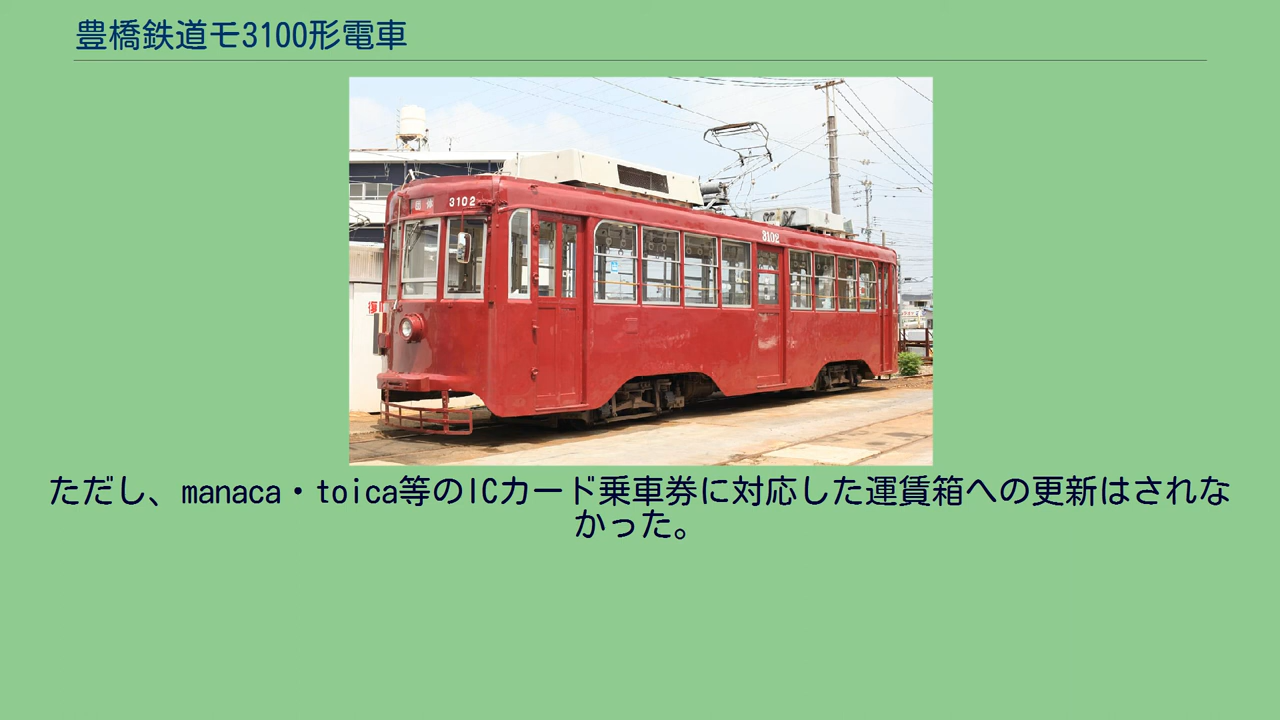 豊橋鉄道モ3100形電車
団体
3102
3102
ただし、manaca・toica等のICカード乗車券に対応した運賃箱への更新はされな
かった。